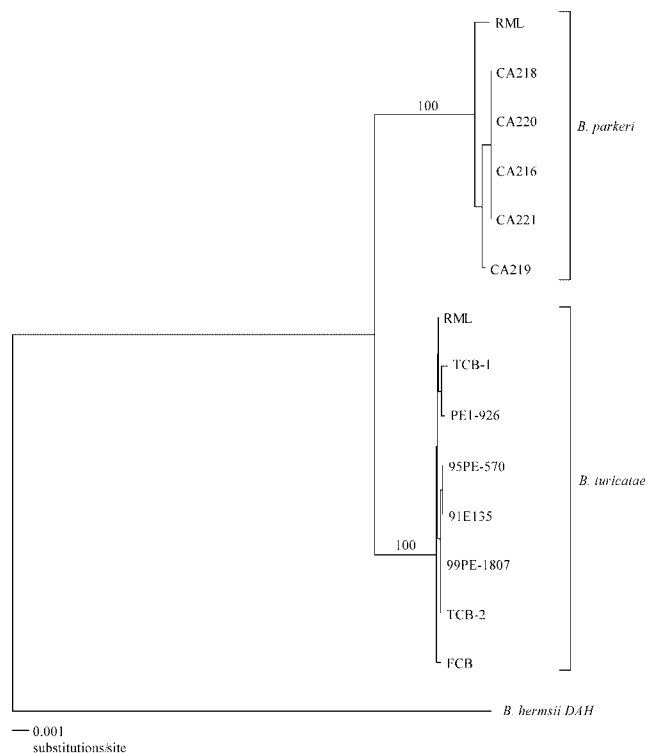 RML
CA218
100
CA220
B. parkeri
CA216
CA221
CA219
RML
TCB-1
PE1-926
95PE-570
B. turicatae
91E135
100
99PE-1807
TCB-2
FCB
B. hermsii DAH
0.001
substitutions/site